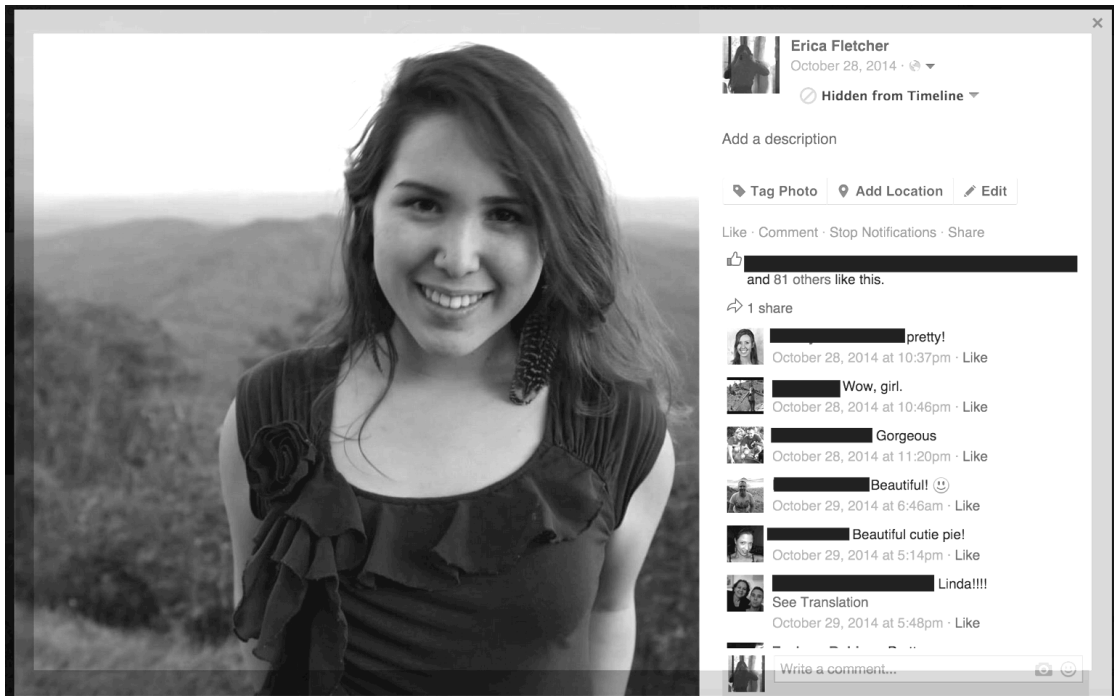 Erica Fletcher
October 28, 2014 ·
Hidden from Timeline
Add a description
Tag Photo Add Location Edit
Like · Comment · Stop Notifications · Share
and 81 others like this.
1 share
pretty!
October 28, 2014 at 10:37pm · Like
Wow, girl.
October 28, 2014 at 10:46pm · Like
Gorgeous
October 28, 2014 at 11:20pm · Like
Beautiful!
October 29, 2014 at 6:46am · Like
Beautiful cutie pie!
October 29, 2014 at 5:14pm · Like
Linda!!!!
See Translation
October 29, 2014 at 5:48pm · Like
Write a comment...